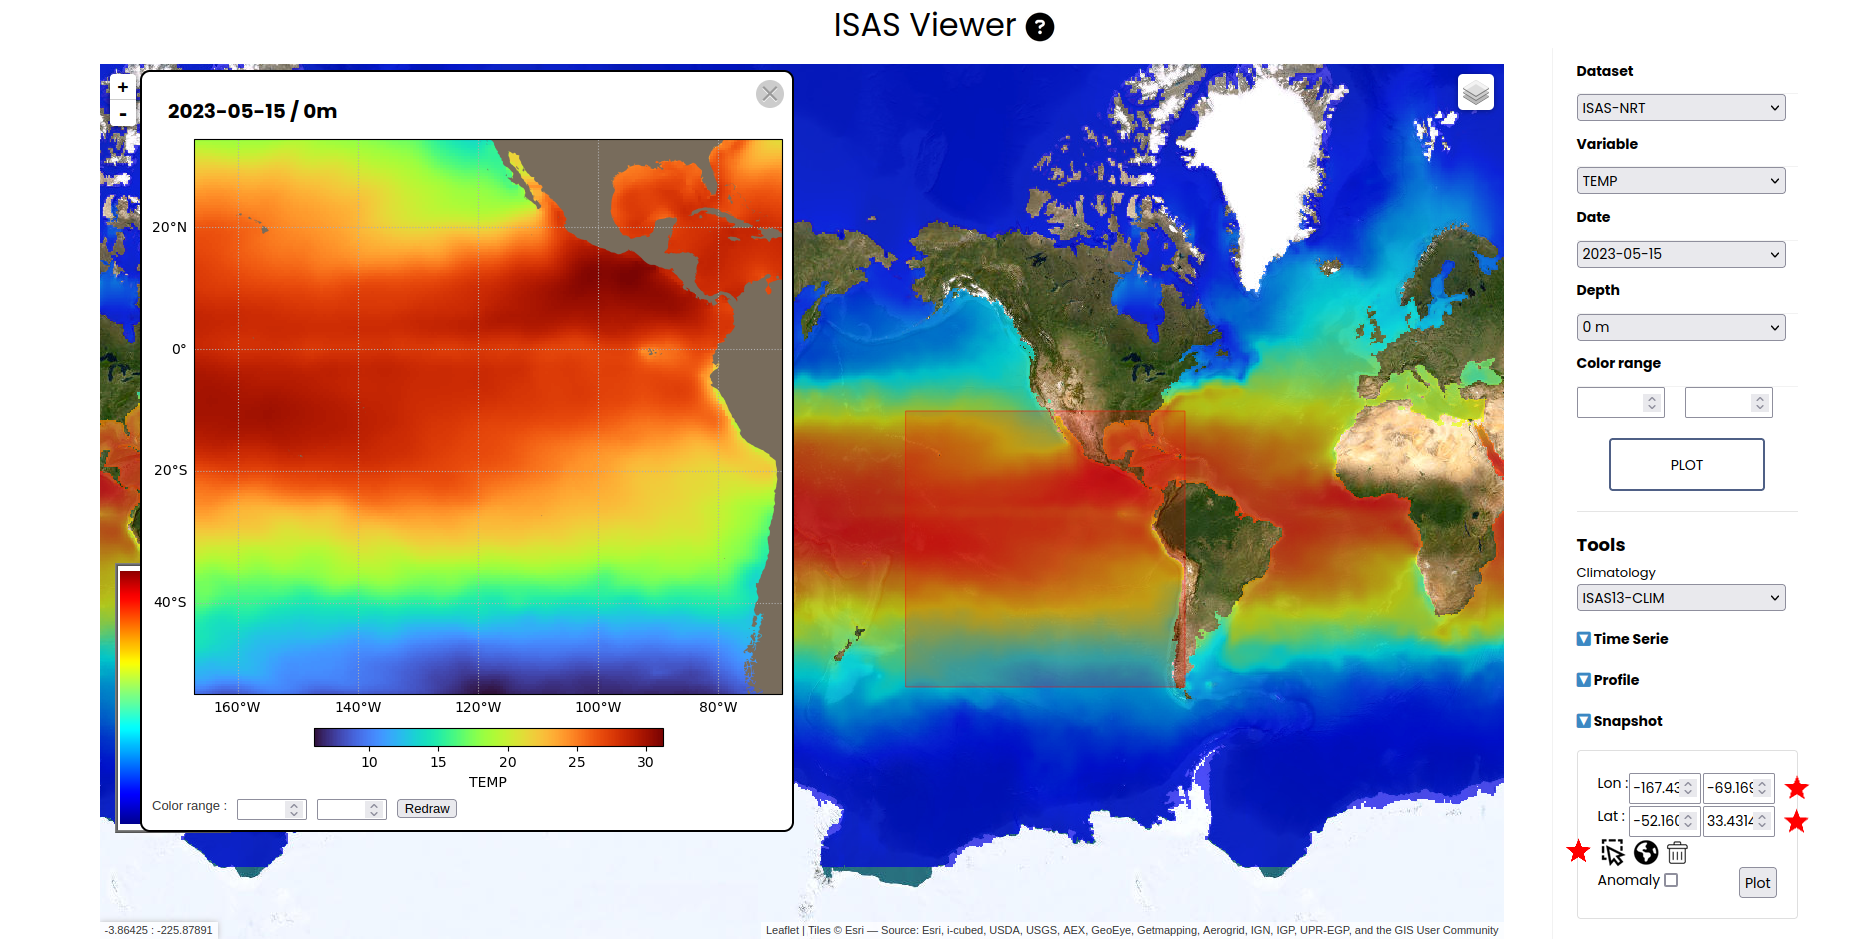 ISAS Viewer ?
+
-
2023-05-15 / 0m
20°N
0°
20°S
40°S
160°W 140°W 120°W 100°W 80°W
10 15 20 25 30
TEMP
Color range :
Redraw
-3.86425 : -225.87891
Leaflet | Tiles © Esri — Source: Esri, i-cubed, USDA, USGS, AEX, GeoEye, Getmapping, Aerogrid, IGN, IGP, UPR-EGP, and the GIS User Community
Dataset
ISAS-NRT
Variable
TEMP
Date
2023-05-15
Depth
0 m
Color range
PLOT
Tools
Climatology
ISAS13-CLIM
Time Serie
Profile
Snapshot
Lon : -167.43 -69.169
Lat : -52.160 33.4314
Anomaly
Plot